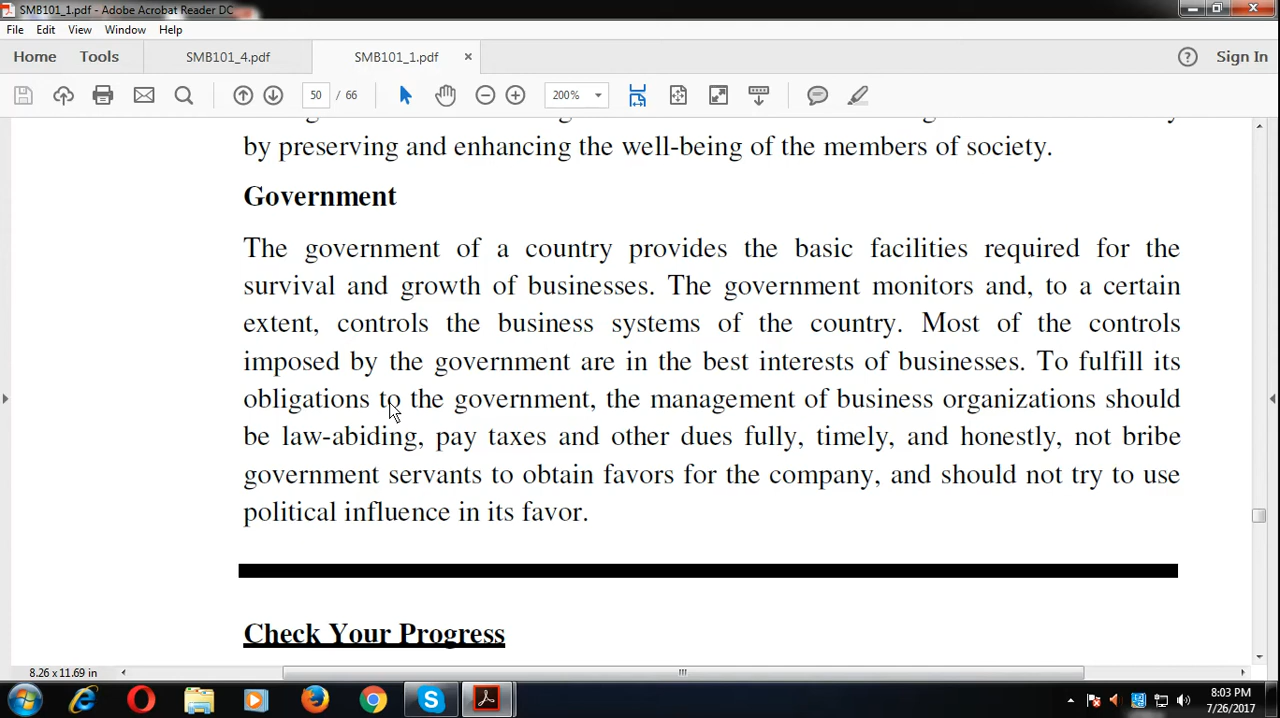 SMB101_1.pdf - Adobe Acrobat Reader DC
File Edit View Window Help
Home Tools SMB101_4.pdf SMB101_1.pdf × Sign In
50 / 66 200%
by preserving and enhancing the well-being of the members of society.
Government
The government of a country provides the basic facilities required for the
survival and growth of businesses. The government monitors and, to a certain
extent, controls the business systems of the country. Most of the controls
imposed by the government are in the best interests of businesses. To fulfill its
obligations to the government, the management of business organizations should
be law-abiding, pay taxes and other dues fully, timely, and honestly, not bribe
government servants to obtain favors for the company, and should not try to use
political influence in its favor.
Check Your Progress
8.26 x 11.69 in
8:03 PM
7/26/2017